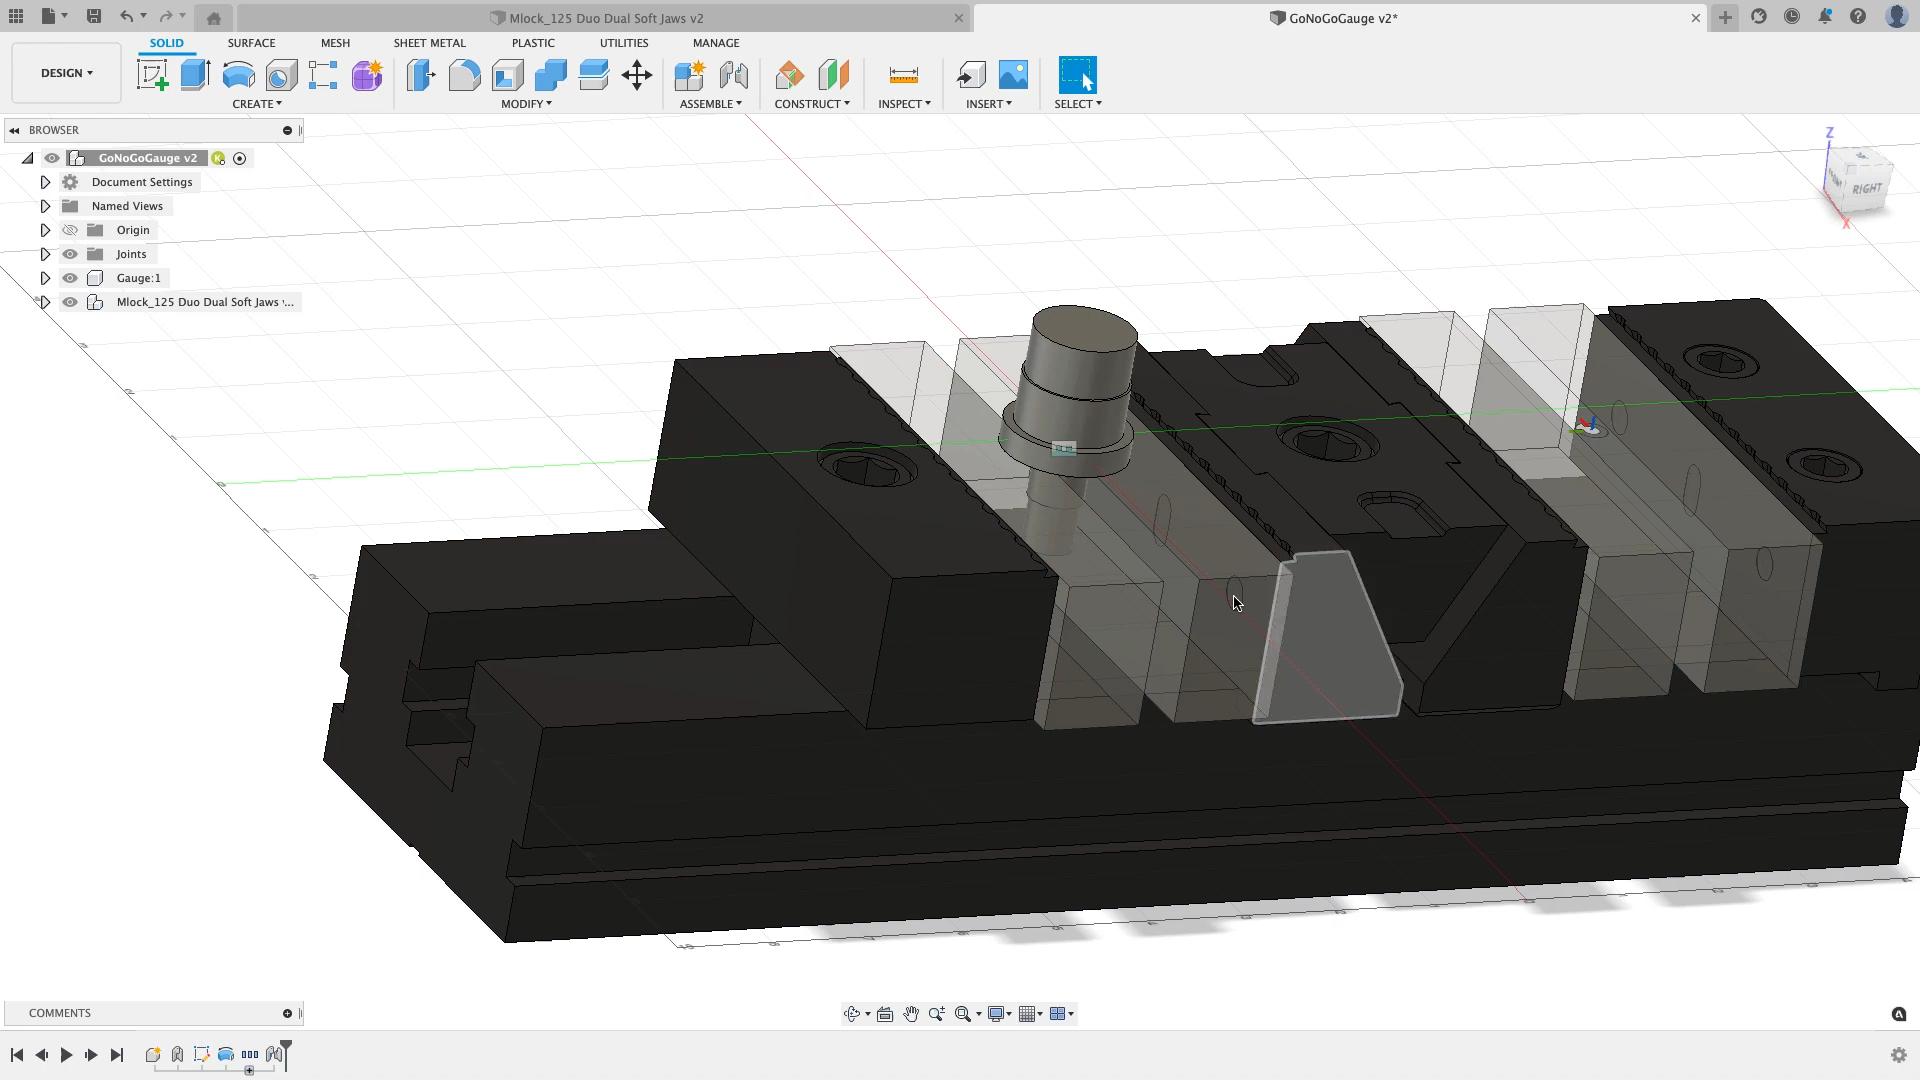 Mlock_125 Duo Dual Soft Jaws v2
GoNoGoGauge v2*
DESIGN
SOLID
SURFACE
MESH
SHEET METAL
PLASTIC
UTILITIES
MANAGE
CREATE
MODIFY
ASSEMBLE
CONSTRUCT
INSPECT
INSERT
SELECT
BROWSER
GoNoGoGauge v2
Document Settings
Named Views
Origin
Joints
Gauge:1
Mlock_125 Duo Dual Soft Jaws ...
Z
RIGHT
X
COMMENTS